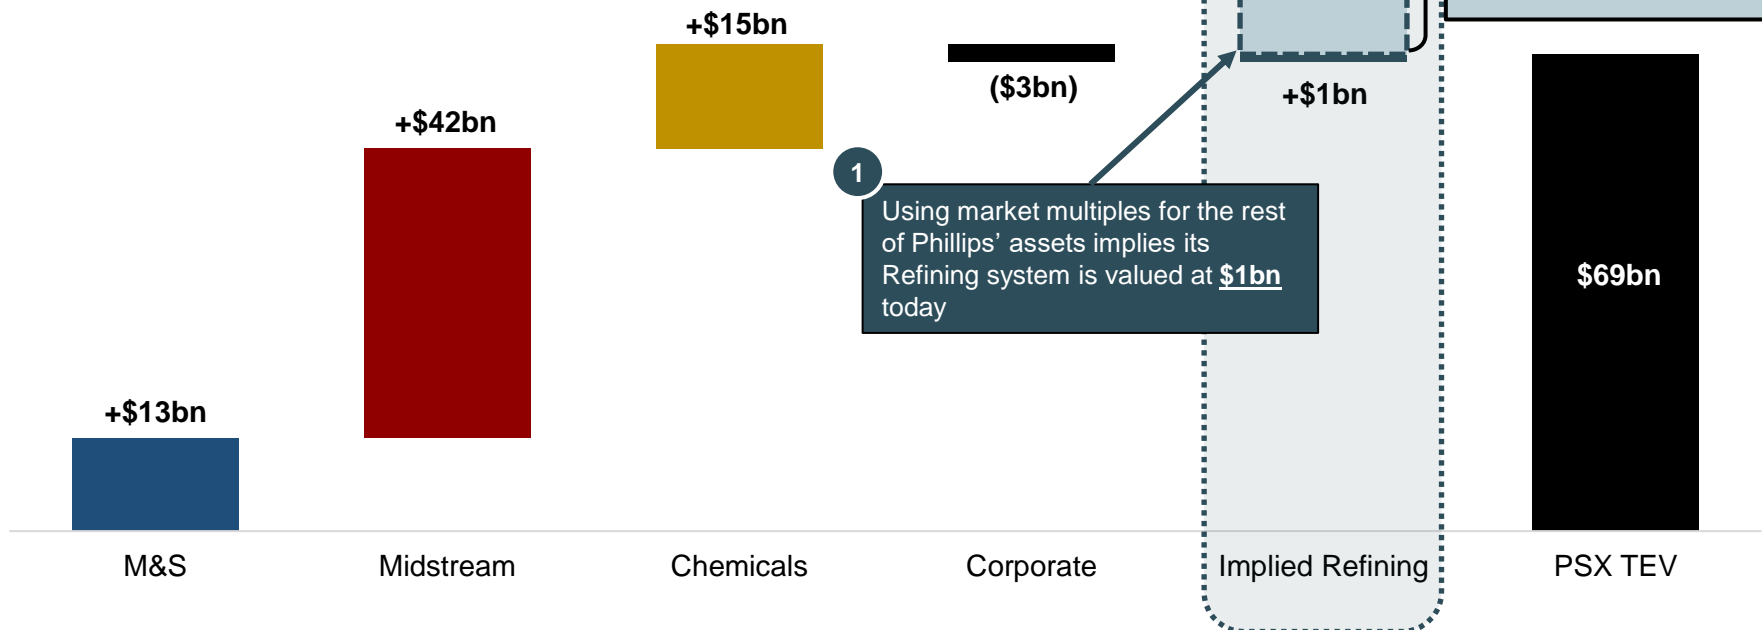 +$15bn
($3bn)
+$1bn
+$42bn
1
Using market multiples for the rest
of Phillips’ assets implies its
Refining system is valued at $1bn
today
$69bn
+$13bn
M&S
Midstream
Chemicals
Corporate
Implied Refining
PSX TEV